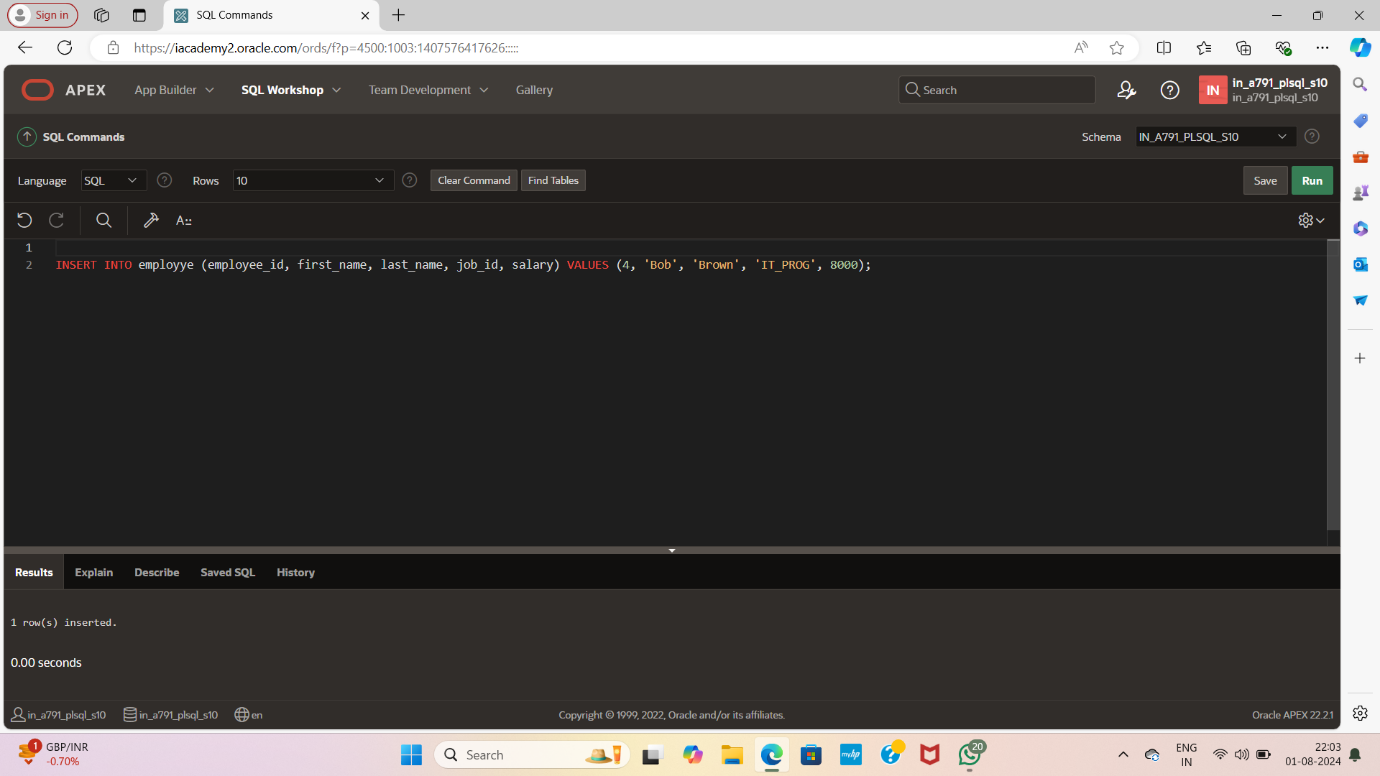 Sign in
SQL Commands
https://iacademy2.oracle.com/ords/f?p=4500:1003:1407576417626:::::
APEX App Builder SQL Workshop Team Development Gallery Search IN in_a791_plsql_s10
in_a791_plsql_s10
SQL Commands Schema IN_A791_PLSQL_S10
Language SQL Rows 10 Clear Command Find Tables Save Run
A::
1
2 INSERT INTO employye (employee_id, first_name, last_name, job_id, salary) VALUES (4, 'Bob', 'Brown', 'IT_PROG', 8000);
Results Explain Describe Saved SQL History
1 row(s) inserted.
0.00 seconds
in_a791_plsql_s10 in_a791_plsql_s10 en Copyright © 1999, 2022, Oracle and/or its affiliates. Oracle APEX 22.2.1
1 GBP/INR
-0.70%
Search
myhp
20
ENG
IN
22:03
01-08-2024